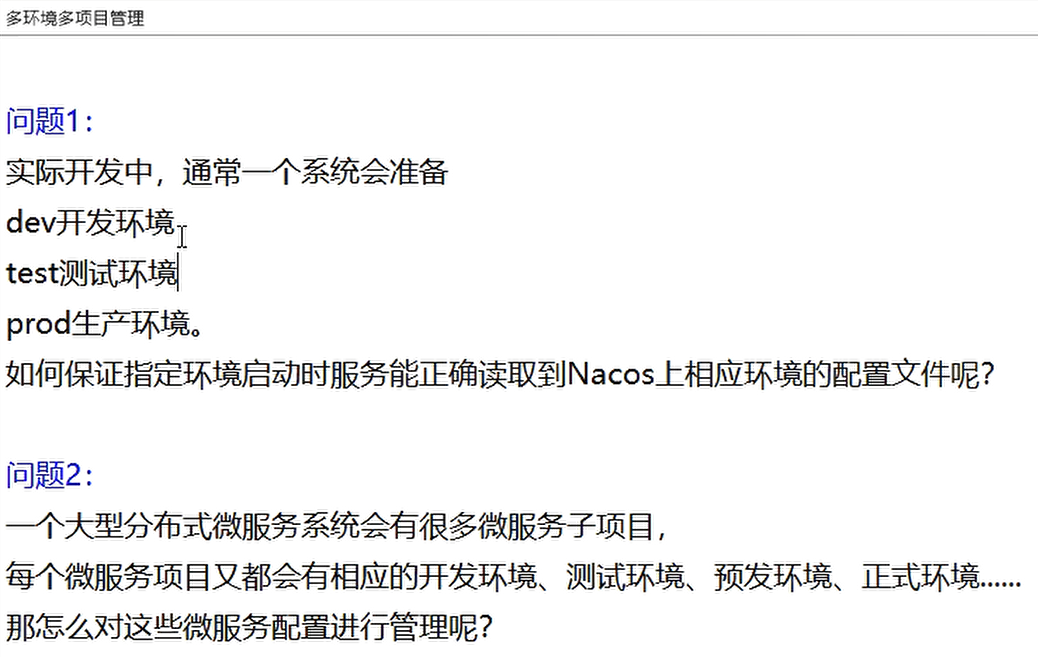 多环境多项目管理
问题1：
实际开发中，通常一个系统会准备
dev开发环境
test测试环境
prod生产环境。
如何保证指定环境启动时服务能正确读取到Nacos上相应环境的配置文件呢？
问题2：
一个大型分布式微服务系统会有很多微服务子项目，
每个微服务项目又都会有相应的开发环境、测试环境、预发环境、正式环境......
那怎么对这些微服务配置进行管理呢？